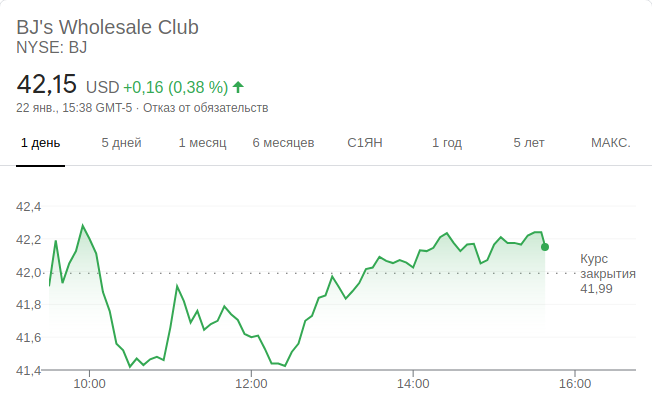 BJ's Wholesale Club
NYSE: BJ
42,15 USD +0,16 (0,38 %)
22 янв., 15:38 GMT-5 · Отказ от обязательств
1 день 5 дней 1 месяц 6 месяцев С1ЯН 1 год 5 лет МАКС.
42,4
42,2
Курс
42,0 закрытия
41,99
41,8
41,6
41,4
10:00 12:00 14:00 16:00